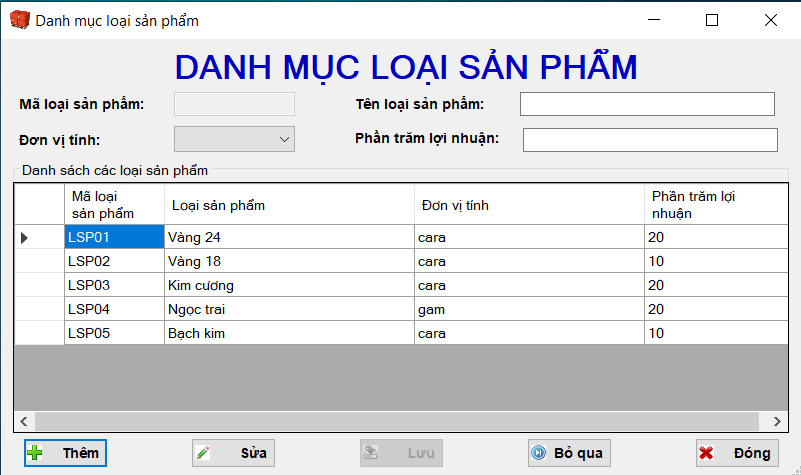 Danh mục loại sản phẩm
DANH MỤC LOẠI SẢN PHẨM
Mã loại sản phẩm: Tên loại sản phẩm:
Đơn vị tính: Phần trăm lợi nhuận:
Danh sách các loại sản phẩm
Mã loại sản phẩm Loại sản phẩm Đơn vị tính Phần trăm lợi nhuận
LSP01 Vàng 24 cara 20
LSP02 Vàng 18 cara 10
LSP03 Kim cương cara 20
LSP04 Ngọc trai gam 20
LSP05 Bạch kim cara 10
Thêm Sửa Lưu Bỏ qua Đóng